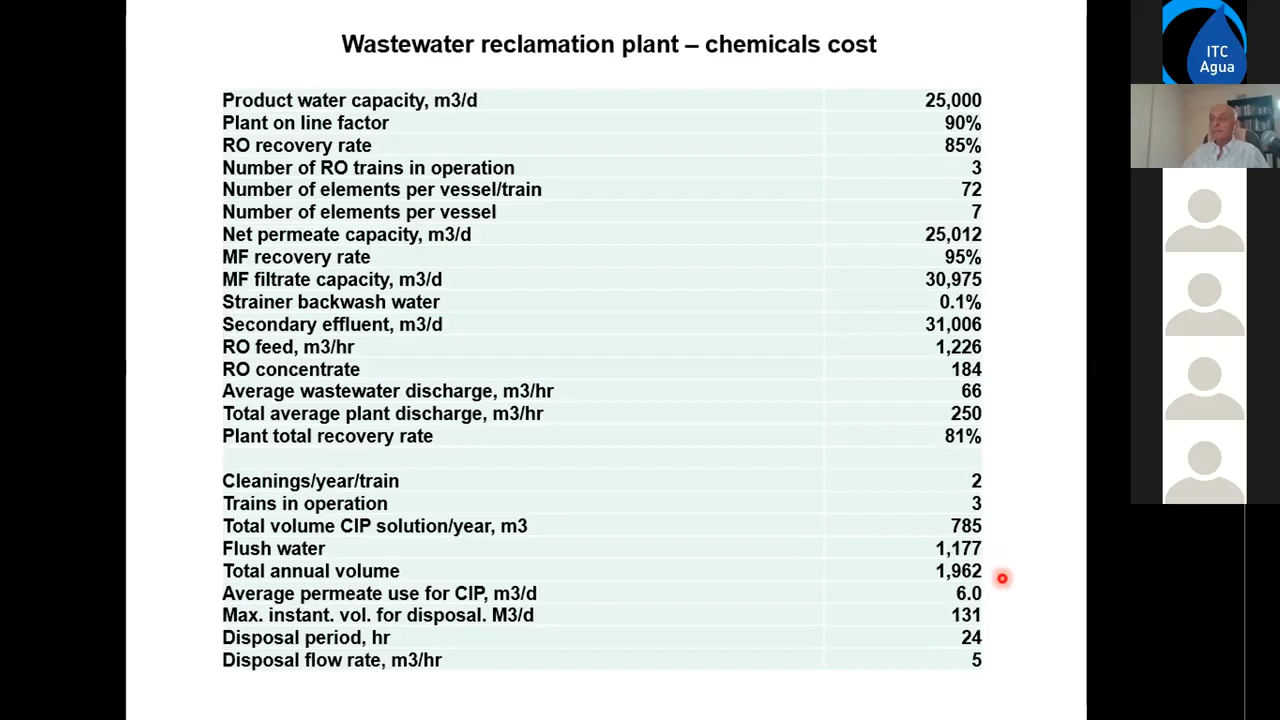 Wastewater reclamation plant – chemicals cost
Product water capacity, m3/d 25,000
Plant on line factor 90%
RO recovery rate 85%
Number of RO trains in operation 3
Number of elements per vessel/train 72
Number of elements per vessel 7
Net permeate capacity, m3/d 25,012
MF recovery rate 95%
MF filtrate capacity, m3/d 30,975
Strainer backwash water 0.1%
Secondary effluent, m3/d 31,006
RO feed, m3/hr 1,226
RO concentrate 184
Average wastewater discharge, m3/hr 66
Total average plant discharge, m3/hr 250
Plant total recovery rate 81%
Cleanings/year/train 2
Trains in operation 3
Total volume CIP solution/year, m3 785
Flush water 1,177
Total annual volume 1,962
Average permeate use for CIP, m3/d 6.0
Max. instant. vol. for disposal. M3/d 131
Disposal period, hr 24
Disposal flow rate, m3/hr 5
ITC
Agua